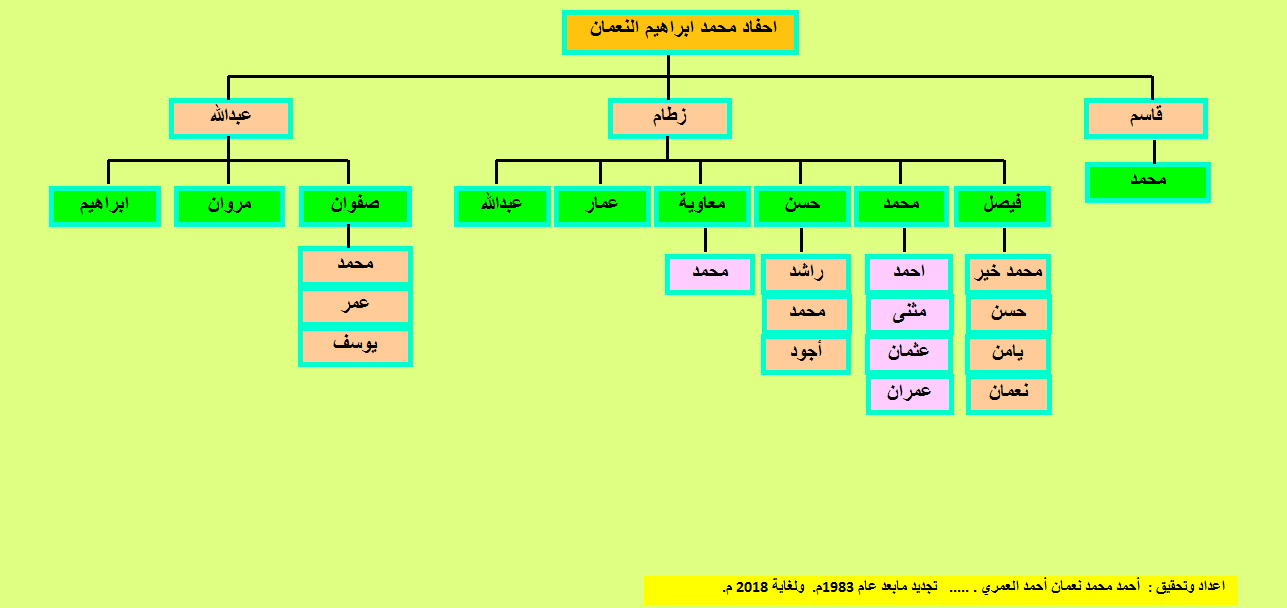 احفاد محمد ابراهيم النعمان
قاسم
زطام
عبدالله
محمد
فيصل
محمد
حسن
معاوية
عمار
عبدالله
صفوان
مروان
ابراهيم
محمد خير
احمد
راشد
محمد
محمد
حسن
مثنى
محمد
عمر
يامن
عثمان
أجود
يوسف
نعمان
عمران
اعداد وتحقيق : أحمد محمد نعمان أحمد العمري . ..... تجديد مابعد عام 1983م. ولغاية 2018 م.